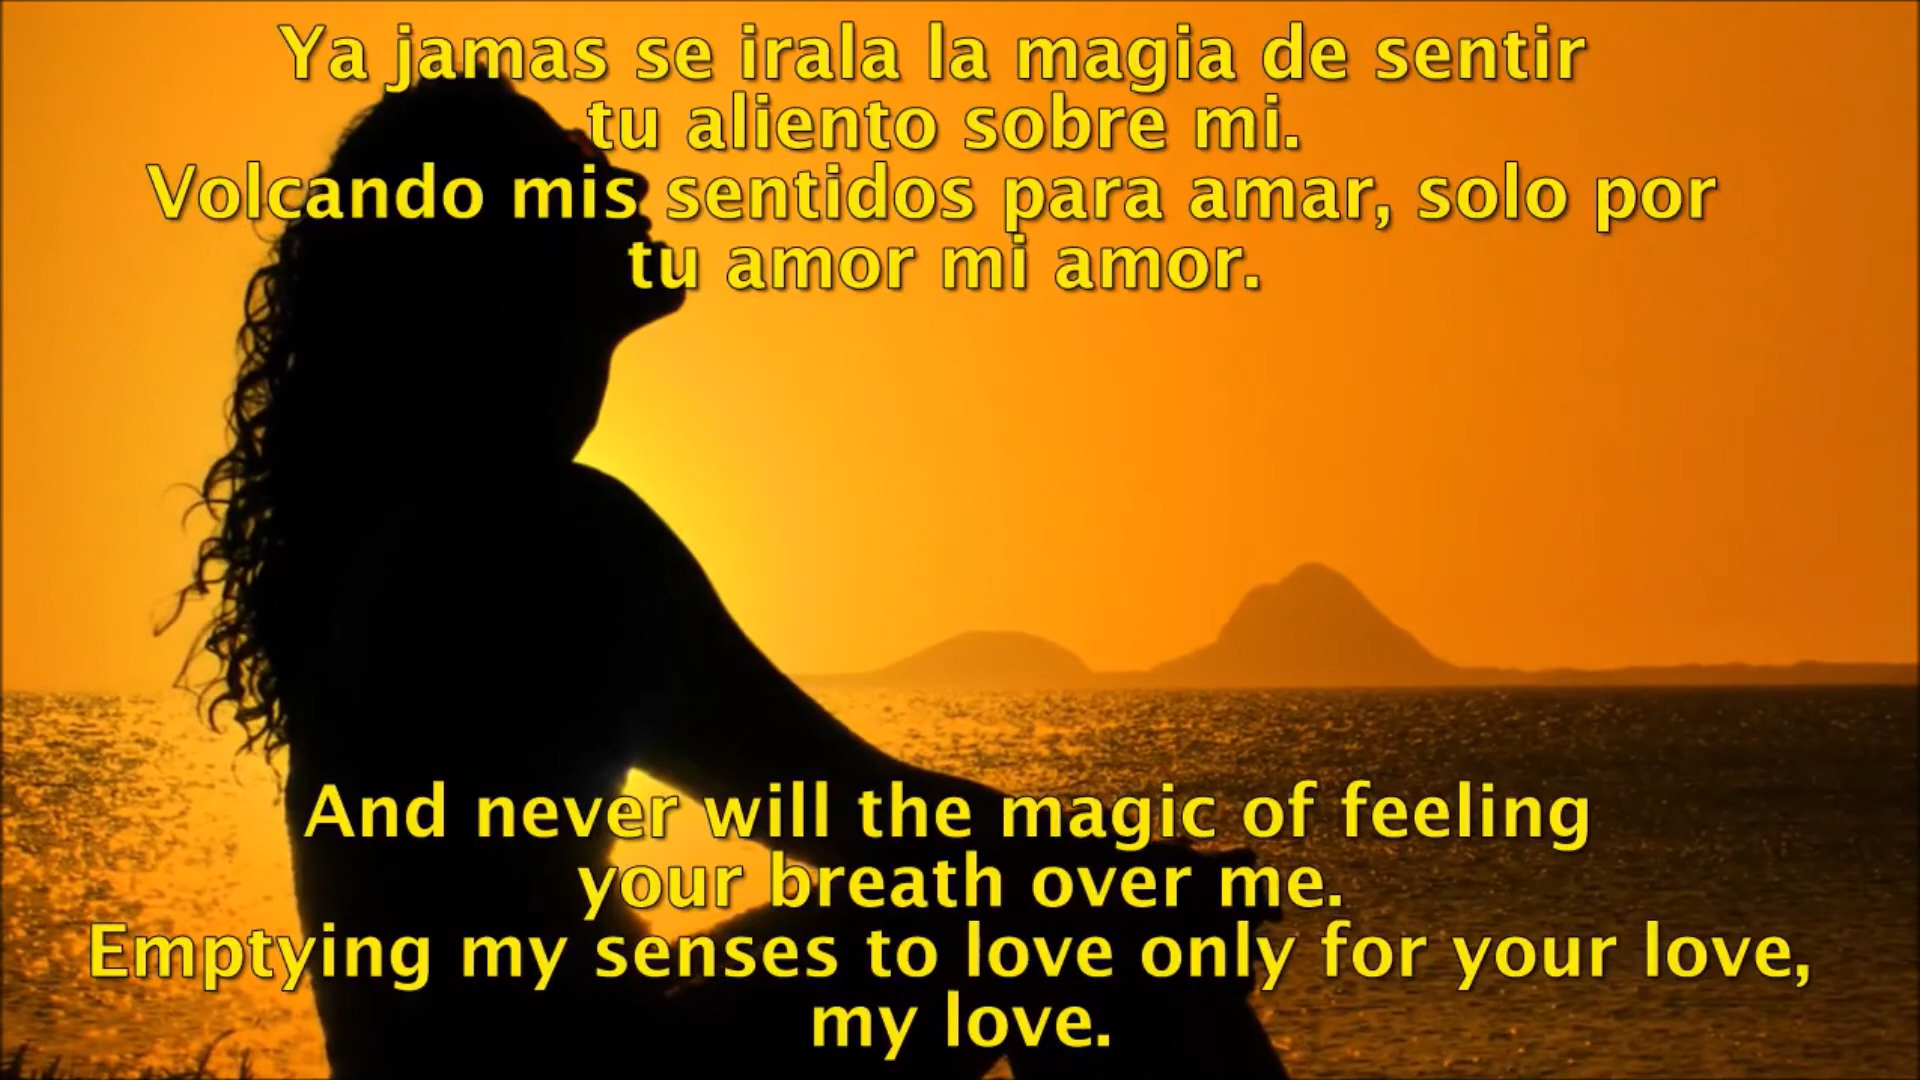 Ya jamas se irala la magia de sentir
tu aliento sobre mi.
Volcando mis sentidos para amar, solo por
tu amor mi amor.
And never will the magic of feeling
your breath over me.
Emptying my senses to love only for your love,
my love.